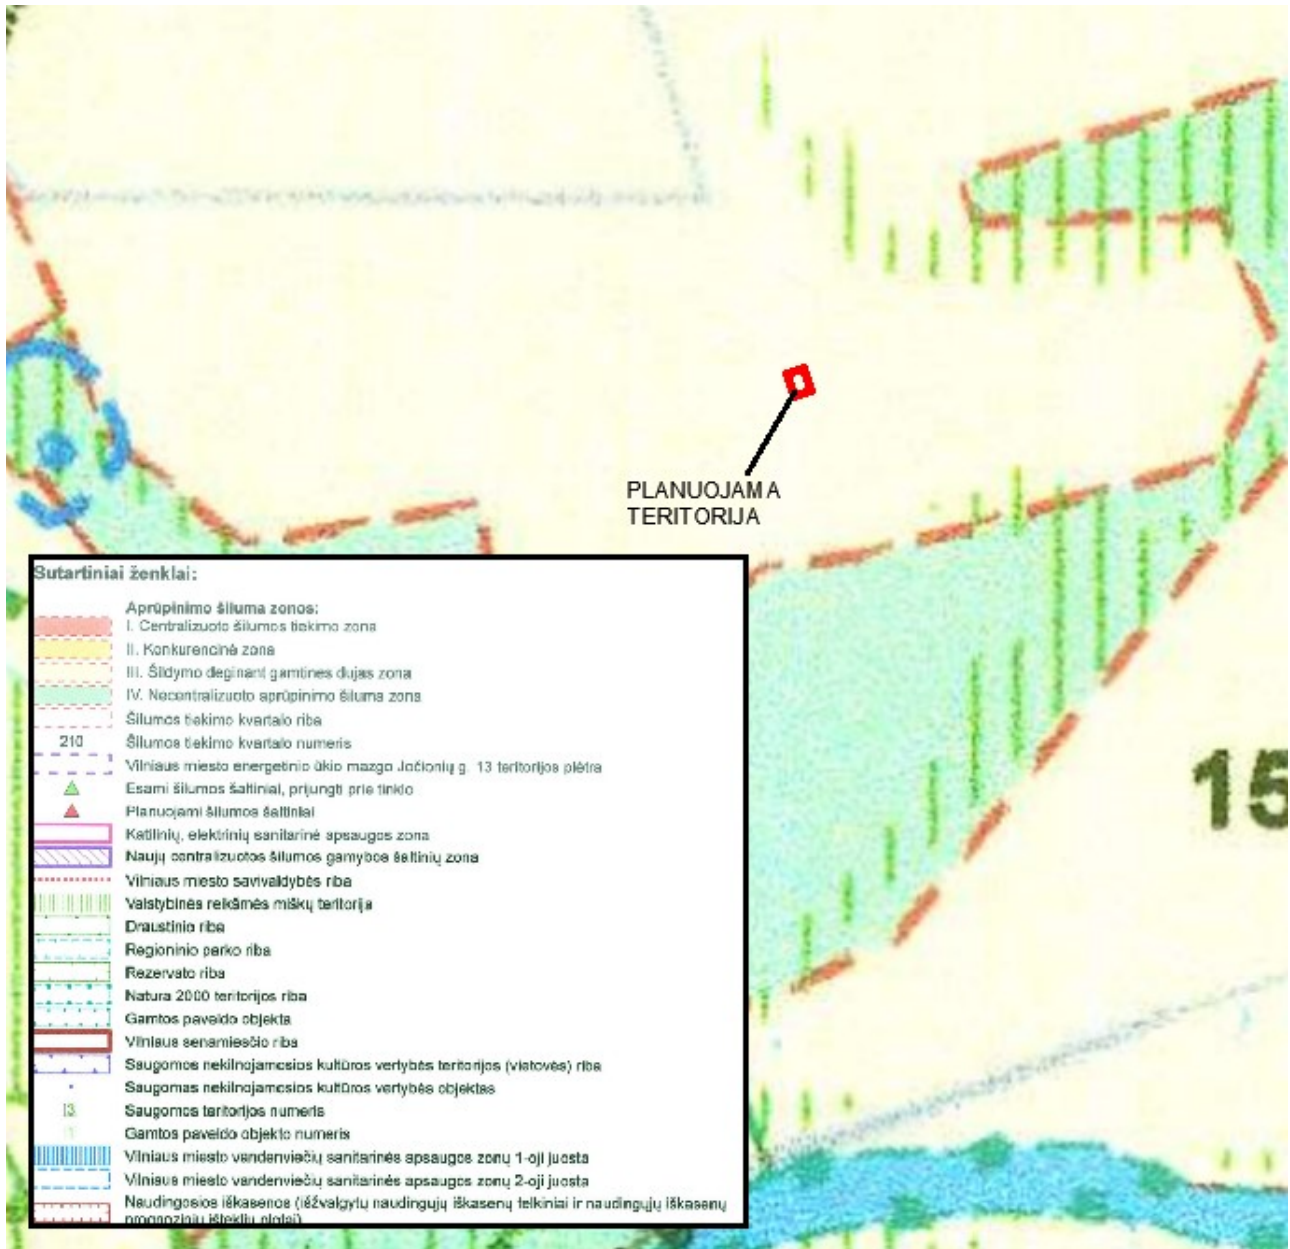 PLANUOJAMA
TERITORIJA
Sutartiniai ženklai:
Aprūpinimo šiluma zonos:
I. Centralizuoto šilumos tiekimo zona
II. Konkurencinė zona
III. Šildymo deginant gamtines dujas zona
IV. Necentralizuoto aprūpinimo šiluma zona
Šilumos tiekimo kvartalo riba
210 Šilumos tiekimo kvartalo numeris
Vilniaus miesto energetinio ūkio mazgo Jočionių g. 13 teritorijos plėtra
Esami šilumos šaltiniai, prijungti prie tinklo
Planuojami šilumos šaltiniai
Katilinių, elektrinių sanitarinė apsaugos zona
Naujų centralizuotos šilumos gamybos šaltinių zona
Vilniaus miesto savivaldybės riba
Valstybinės reikšmės miškų teritorija
Draustinio riba
Regioninio parko riba
Rezervato riba
Natura 2000 teritorijos riba
Gamtos paveldo objekta
Vilniaus senamiesčio riba
Saugomos nekilnojamosios kultūros vertybės teritorijos (vietovės) riba
Saugomas nekilnojamosios kultūros vertybės objektas
Saugomos teritorijos numeris
Gamtos paveldo objekto numeris
Vilniaus miesto vandenviečių sanitarinės apsaugos zonų 1-oji juosta
Vilniaus miesto vandenviečių sanitarinės apsaugos zonų 2-oji juosta
Naudingosios iškasenos (išžvalgytų naudingųjų iškasenų telkiniai ir naudingųjų iškasenų
prognozinių išteklių plotai)
15